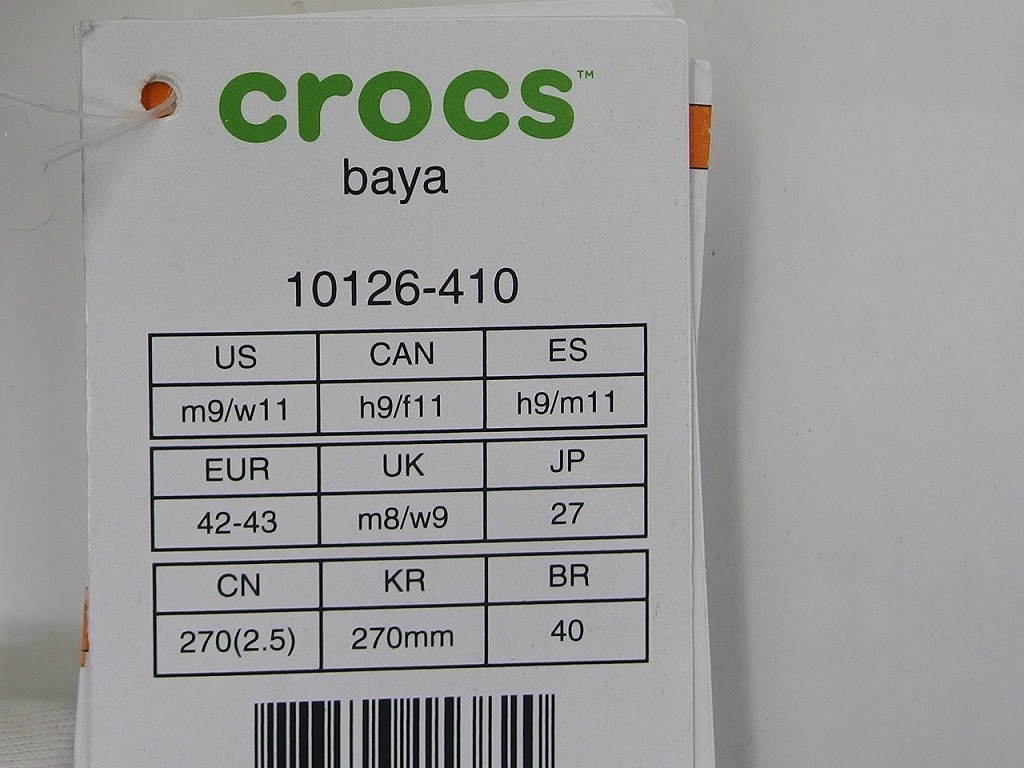 crocs™
baya
10126-410
US CAN ES
m9/w11 h9/f11 h9/m11
EUR UK JP
42-43 m8/w9 27
CN KR BR
270(2.5) 270mm 40